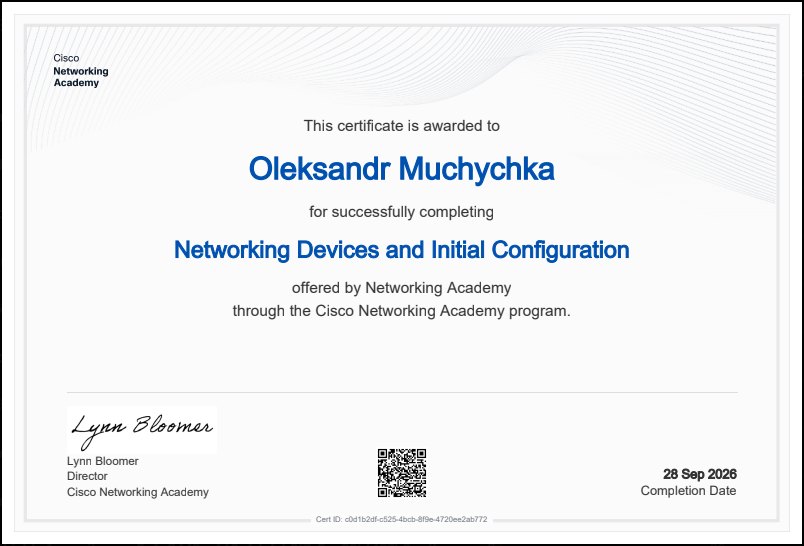 Cisco
Networking
Academy
This certificate is awarded to
Oleksandr Muchychka
for successfully completing
Networking Devices and Initial Configuration
offered by Networking Academy
through the Cisco Networking Academy program.
Lynn Bloomer
Lynn Bloomer
Director
Cisco Networking Academy
28 Sep 2026
Completion Date
Cert ID: c0d1b2df-c525-4bcb-8f9e-4720ee2ab772